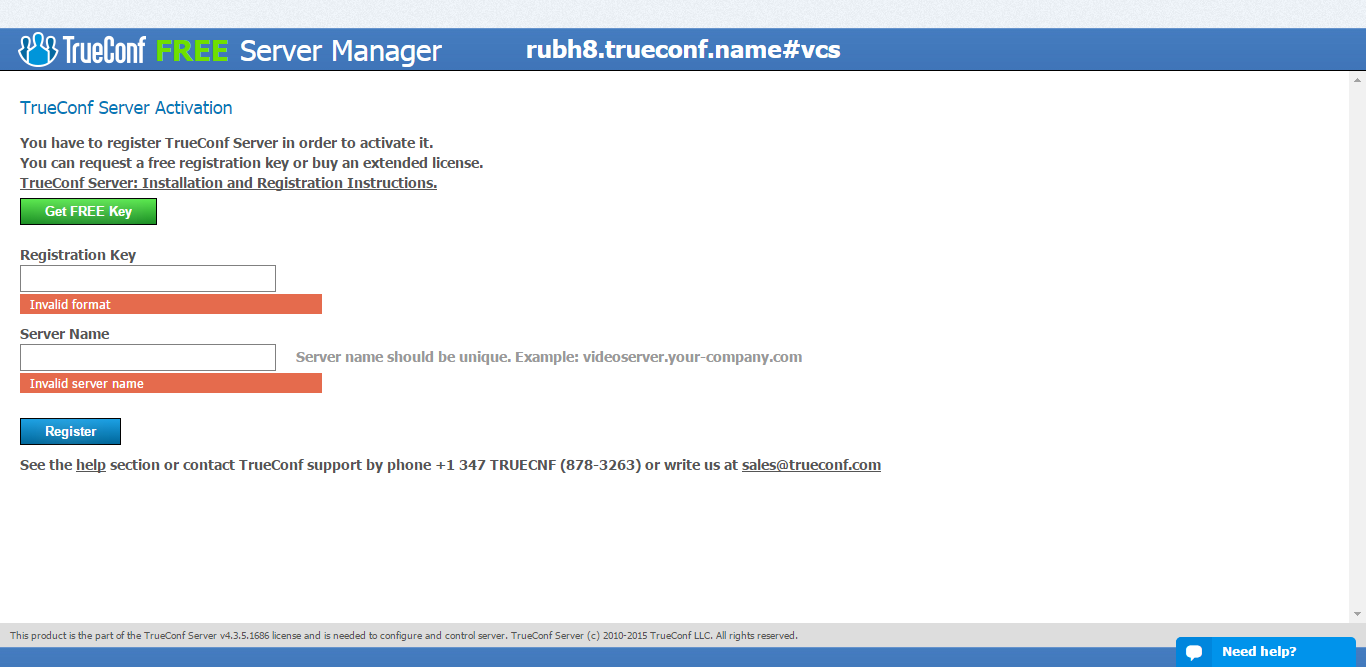 TrueConf FREE Server Manager rubh8.trueconf.name#vcs
TrueConf Server Activation
You have to register TrueConf Server in order to activate it.
You can request a free registration key or buy an extended license.
TrueConf Server: Installation and Registration Instructions.
Get FREE Key
Registration Key
Invalid format
Server Name
Server name should be unique. Example: videoserver.your-company.com
Invalid server name
Register
See the help section or contact TrueConf support by phone +1 347 TRUECNF (878-3263) or write us at sales@trueconf.com
This product is the part of the TrueConf Server v4.3.5.1686 license and is needed to configure and control server. TrueConf Server (c) 2010-2015 TrueConf LLC. All rights reserved.
Need help?